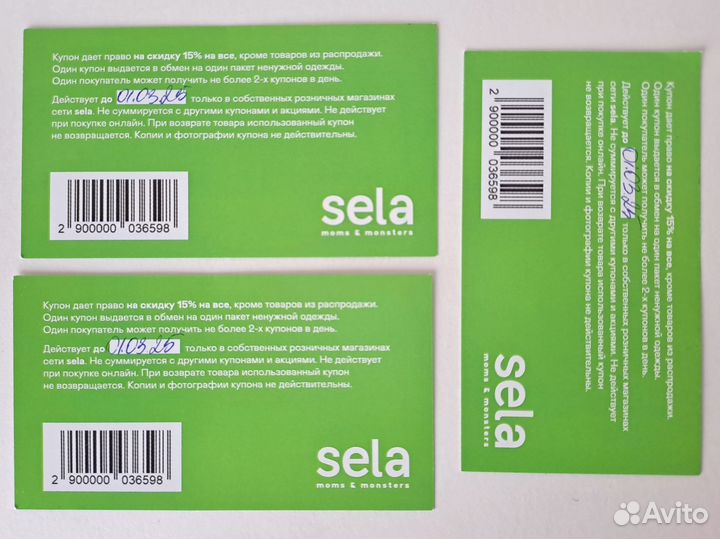 Купон дает право на скидку 15% на все, кроме товаров из распродажи.
Один купон выдается в обмен на один пакет ненужной одежды.
Один покупатель может получить не более 2-х купонов в день.
Действует до 01.03.25 только в собственных розничных магазинах
сети sela. Не суммируется с другими купонами и акциями. Не действует
при покупке онлайн. При возврате товара использованный купон
не возвращается. Копии и фотографии купона не действительны.
2 900000 036598
sela
moms & monsters
Купон дает право на скидку 15% на все, кроме товаров из распродажи.
Один купон выдается в обмен на один пакет ненужной одежды.
Один покупатель может получить не более 2-х купонов в день.
Действует до 01.03.25 только в собственных розничных магазинах
сети sela. Не суммируется с другими купонами и акциями. Не действует
при покупке онлайн. При возврате товара использованный купон
не возвращается. Копии и фотографии купона не действительны.
2 900000 036598
sela
moms & monsters
Купон дает право на скидку 15% на все, кроме товаров из распродажи.
Один купон выдается в обмен на один пакет ненужной одежды.
Один покупатель может получить не более 2-х купонов в день.
Действует до 01.03.25 только в собственных розничных магазинах
сети sela. Не суммируется с другими купонами и акциями. Не действует
при покупке онлайн. При возврате товара использованный купон
не возвращается. Копии и фотографии купона не действительны.
2 900000 036598
sela
moms & monsters
Avito